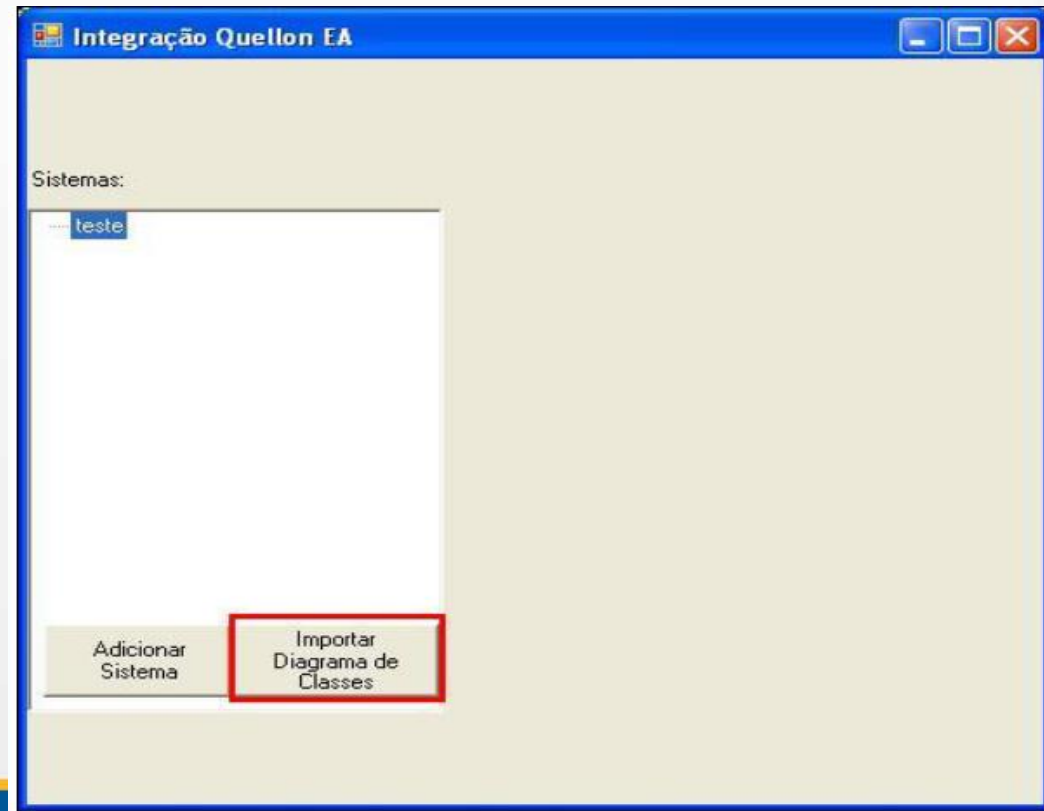 Integração Quellon EA
Sistemas:
teste
Adicionar
Sistema
Importar
Diagrama de
Classes